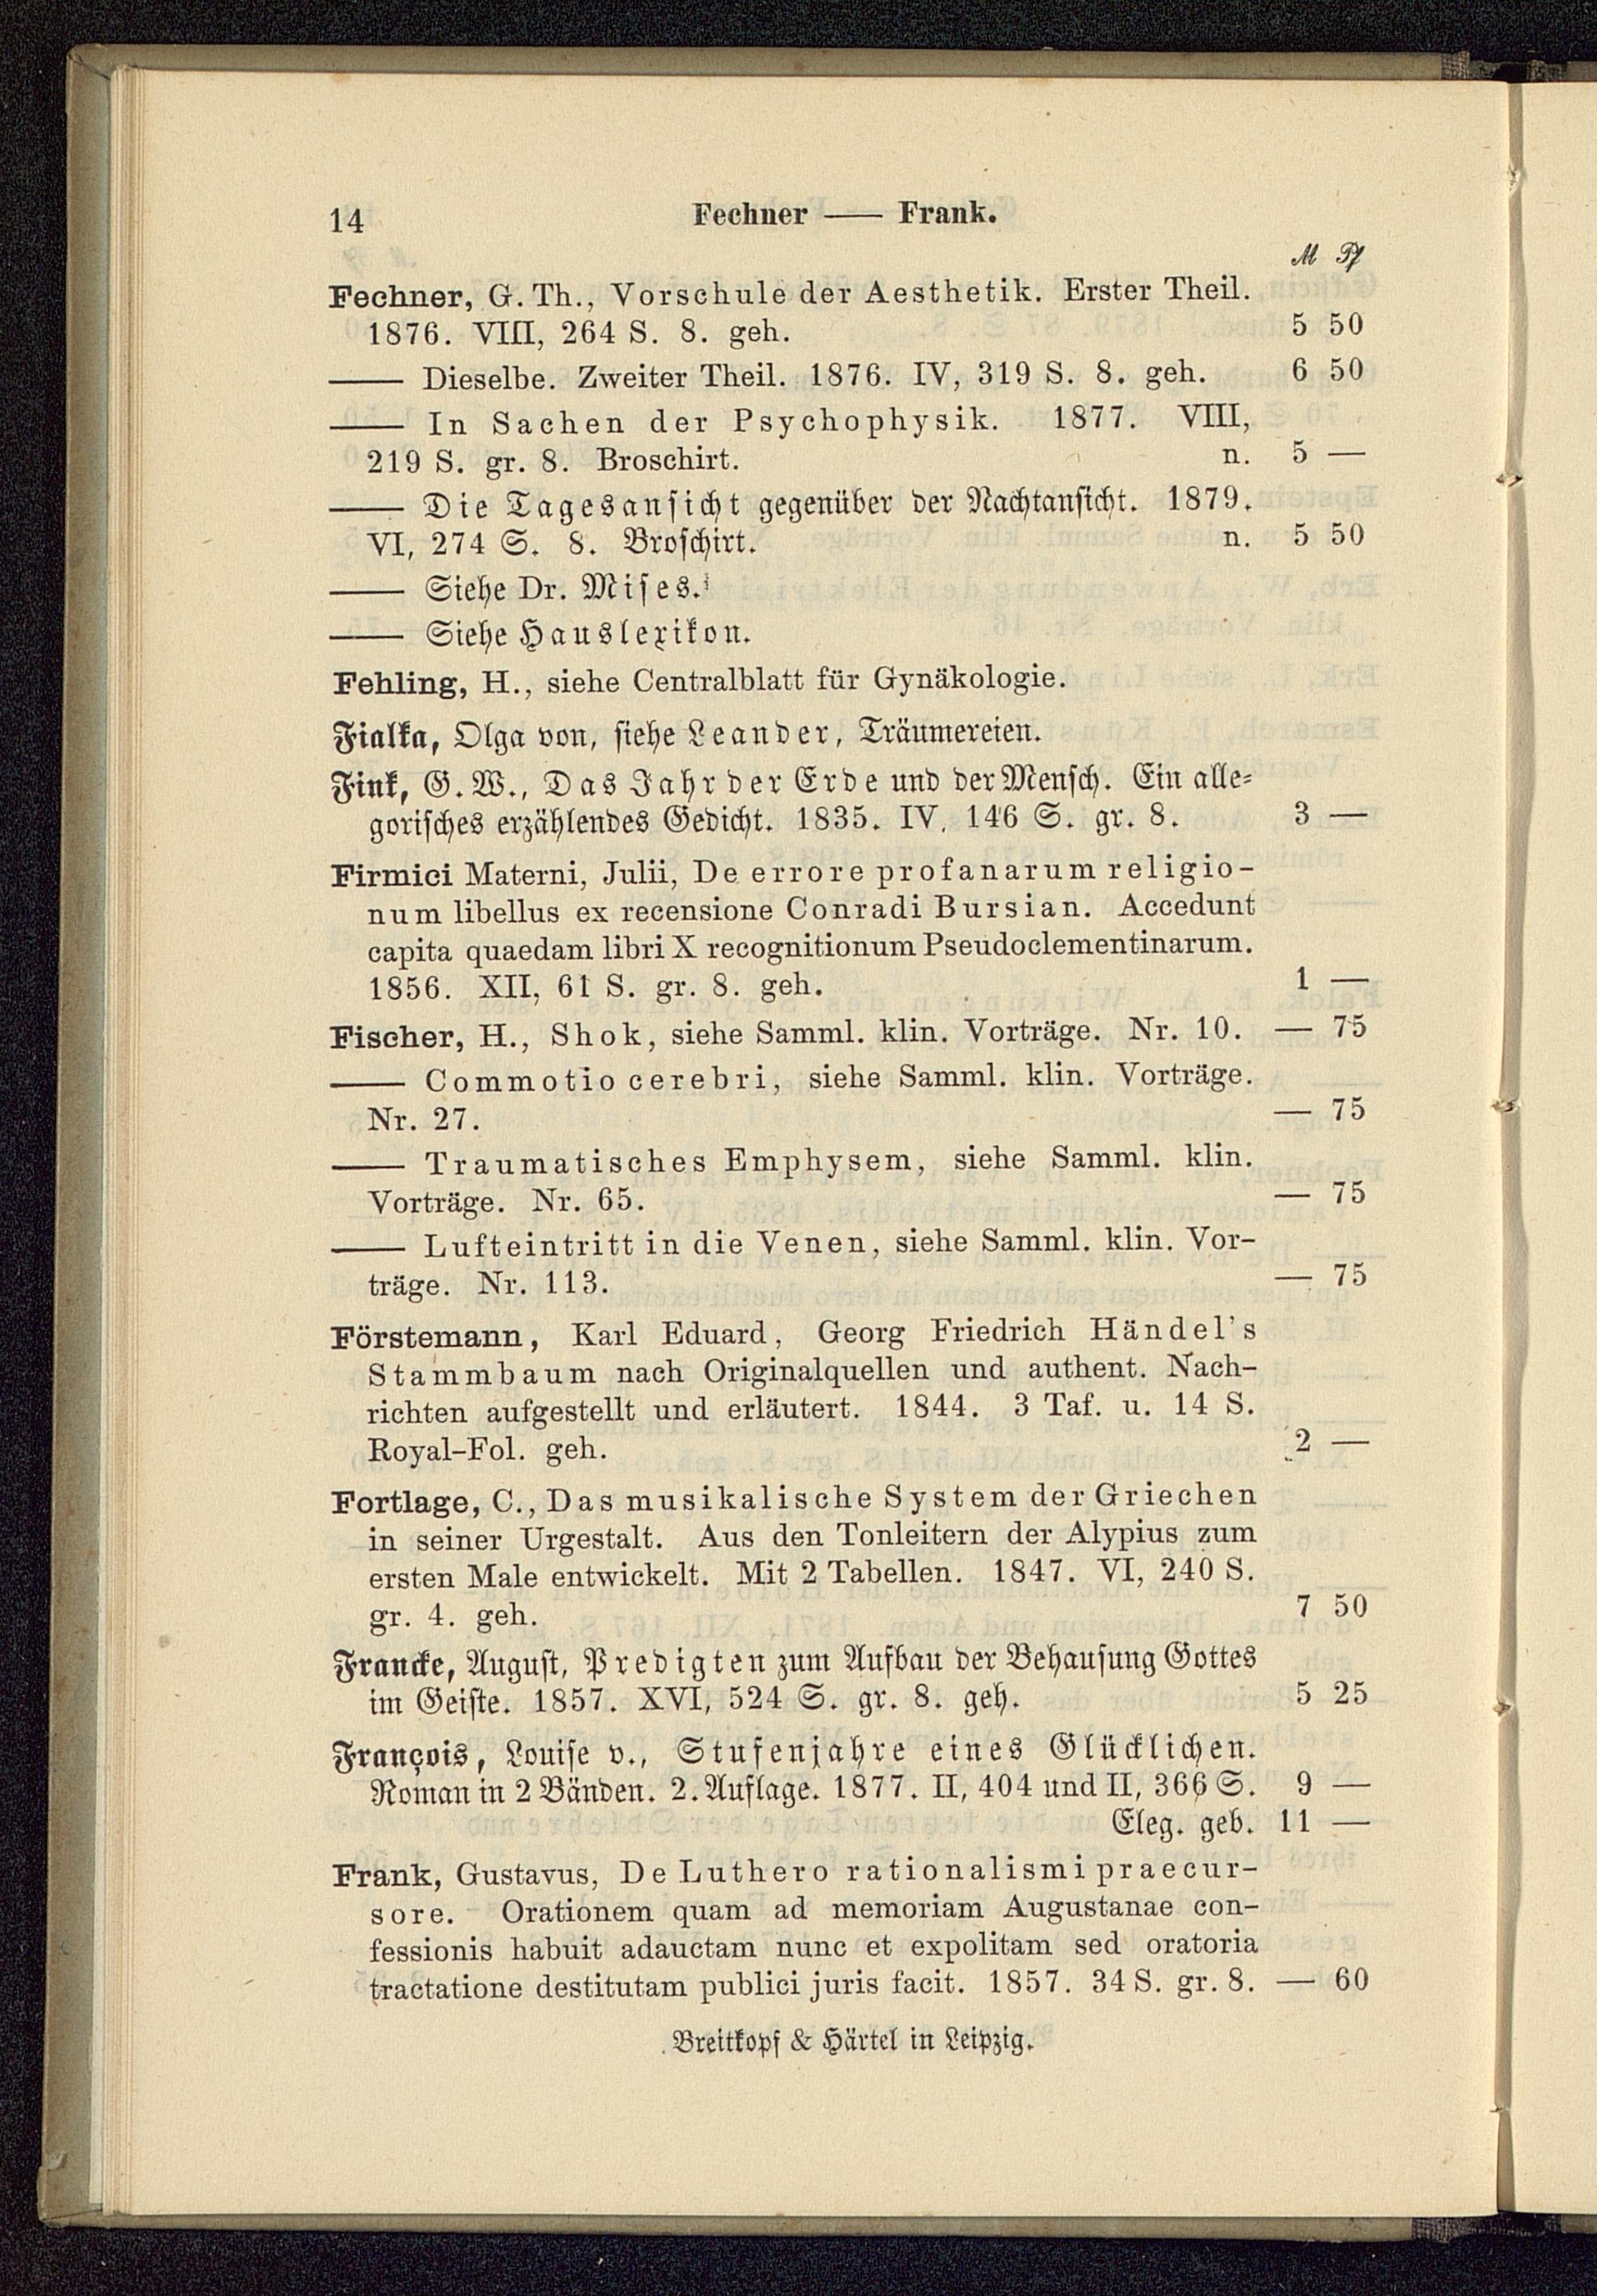 14 Fechner — Frank.
M Pf
Fechner, G. Th., Vorschule der Aesthetik. Erster Theil.
1876. VIII, 264 S. 8. geh. 5 50
— Dieselbe. Zweiter Theil. 1876. IV, 319 S. 8. geh. 6 50
— In Sachen der Psychophysik. 1877. VIII,
219 S. gr. 8. Broschirt. n. 5 —
— Die Tagesansicht gegenüber der Nachtansicht. 1879.
VI, 274 S. 8. Broschirt. n. 5 50
— Siehe Dr. Mises.
— Siehe Hauslexikon.
Fehling, H., siehe Centralblatt für Gynäkologie.
Fialka, Olga von, siehe Leander, Träumereien.
Fink, G. W., Das Jahr der Erde und der Mensch. Ein alle-
gorisches erzählendes Gedicht. 1835. IV, 146 S. gr. 8. 3 —
Firmici Materni, Julii, De errore profanarum religio-
num libellus ex recensione Conradi Bursian. Accedunt
capita quaedam libri X recognitionum Pseudoclementinarum.
1856. XII, 61 S. gr. 8. geh. 1 —
Fischer, H., Shok, siehe Samml. klin. Vorträge. Nr. 10. — 75
— Commotio cerebri, siehe Samml. klin. Vorträge.
Nr. 27. — 75
— Traumatisches Emphysem, siehe Samml. klin.
Vorträge. Nr. 65. — 75
— Lufteintritt in die Venen, siehe Samml. klin. Vor-
träge. Nr. 113. — 75
Förstemann, Karl Eduard, Georg Friedrich Händel's
Stammbaum nach Originalquellen und authent. Nach-
richten aufgestellt und erläutert. 1844. 3 Taf. u. 14 S.
Royal-Fol. geh. 2 —
Fortlage, C., Das musikalische System der Griechen
in seiner Urgestalt. Aus den Tonleitern der Alypius zum
ersten Male entwickelt. Mit 2 Tabellen. 1847. VI, 240 S.
gr. 4. geh. 7 50
Francke, August, Predigten zum Aufbau der Behausung Gottes
im Geiste. 1857. XVI, 524 S. gr. 8. geh. 5 25
François, Louise v., Stufenjahre eines Glücklichen.
Roman in 2 Bänden. 2. Auflage. 1877. II, 404 und II, 366 S. 9 —
Eleg. geb. 11 —
Frank, Gustavus, De Luthero rationalismi praecur-
sore. Orationem quam ad memoriam Augustanae con-
fessionis habuit adauctam nunc et expolitam sed oratoria
tractatione destitutam publici juris facit. 1857. 34 S. gr. 8. — 60
Breitkopf & Härtel in Leipzig.